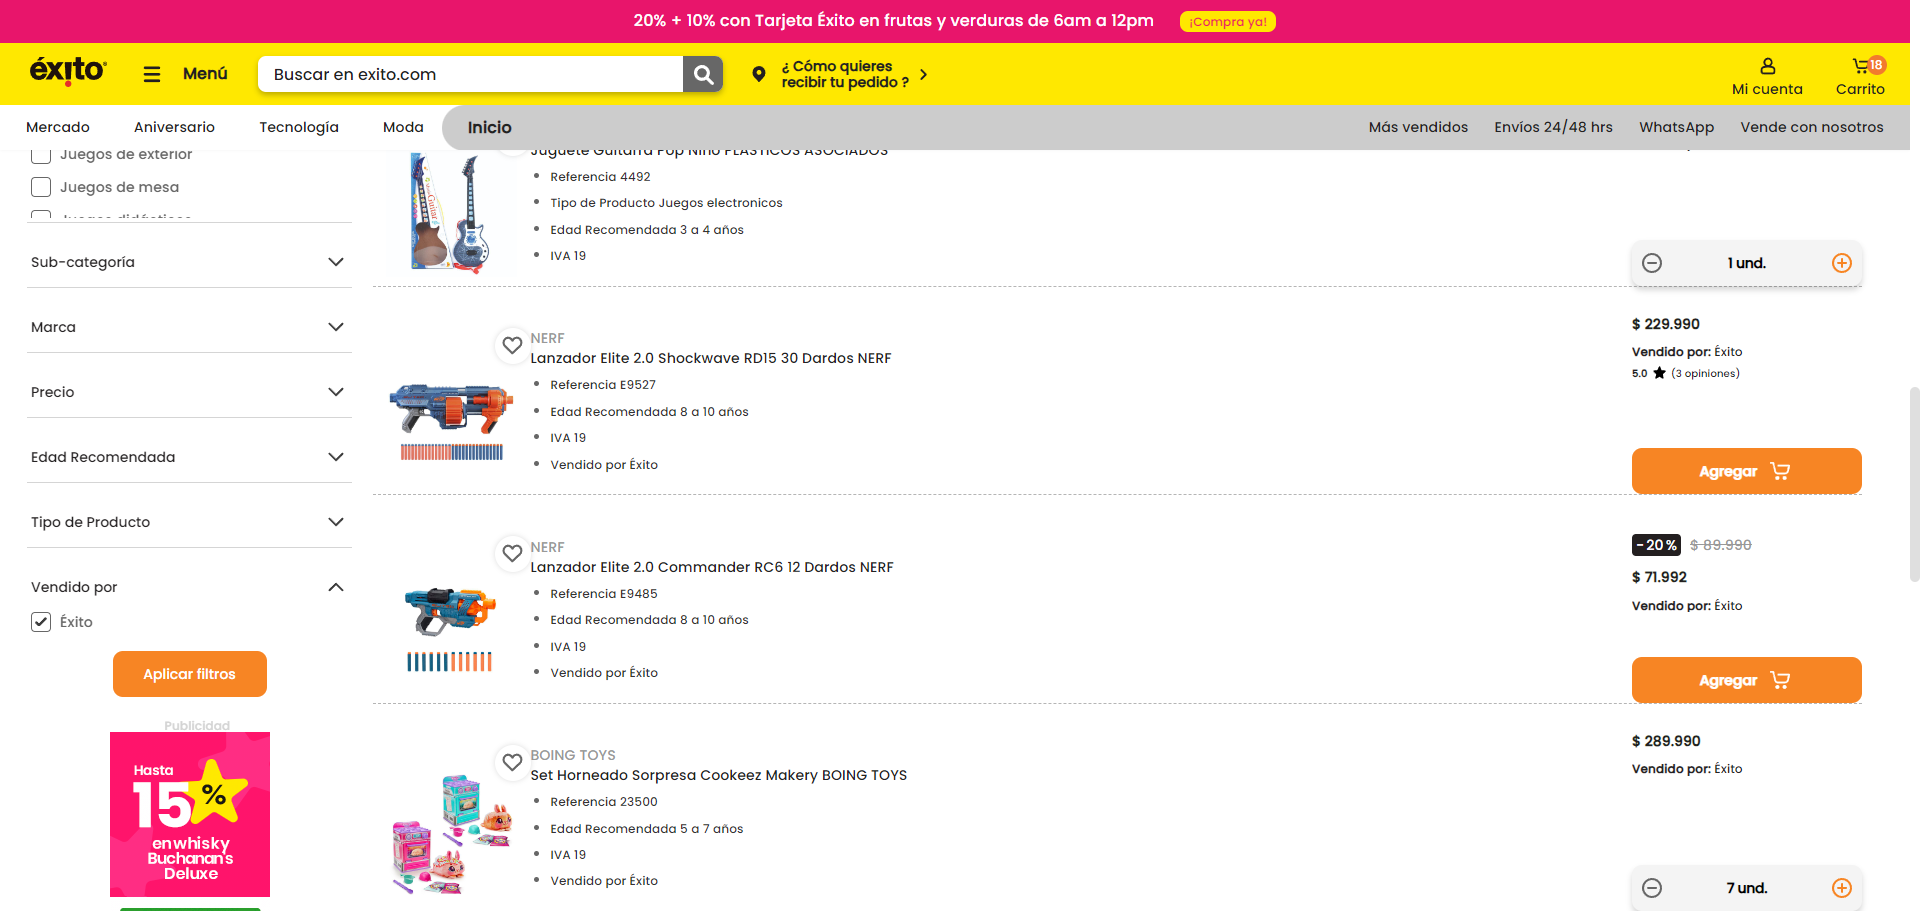 20% + 10% con Tarjeta Éxito en frutas y verduras de 6am a 12pm
¡Compra ya!
éxito
Menú
Buscar en exito.com
¿ Cómo quieres
recibir tu pedido ?
Mi cuenta
18
Carrito
Mercado
Aniversario
Tecnología
Moda
Inicio
Más vendidos
Envíos 24/48 hrs
WhatsApp
Vende con nosotros
Juegos de exterior
Juegos de mesa
Juegos didácticos
Sub-categoría
Marca
Precio
Edad Recomendada
Tipo de Producto
Vendido por
Éxito
Aplicar filtros
Publicidad
Hasta
15%
en whisky
Buchanan's
Deluxe
Juguete Guitarra Pop Niño PLASTICOS ASOCIADOS
Referencia 4492
Tipo de Producto Juegos electronicos
Edad Recomendada 3 a 4 años
IVA 19
1 und.
NERF
Lanzador Elite 2.0 Shockwave RD15 30 Dardos NERF
Referencia E9527
Edad Recomendada 8 a 10 años
IVA 19
Vendido por Éxito
$ 229.990
Vendido por: Éxito
5.0 (3 opiniones)
Agregar
NERF
Lanzador Elite 2.0 Commander RC6 12 Dardos NERF
Referencia E9485
Edad Recomendada 8 a 10 años
IVA 19
Vendido por Éxito
-20% $ 89.990
$ 71.992
Vendido por: Éxito
Agregar
BOING TOYS
Set Horneado Sorpresa Cookeez Makery BOING TOYS
Referencia 23500
Edad Recomendada 5 a 7 años
IVA 19
Vendido por Éxito
$ 289.990
Vendido por: Éxito
7 und.